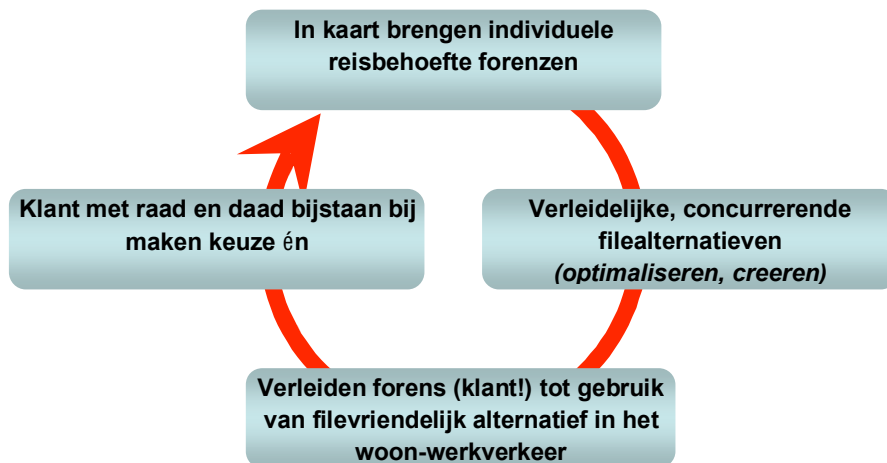 In kaart brengen individuele
reisbehoefte forenzen
Klant met raad en daad bijstaan bij
maken keuze én
Verleidelijke, concurrerende
filealternatieven
(optimaliseren, creeren)
Verleiden forens (klant!) tot gebruik
van filevriendelijk alternatief in het
woon-werkverkeer